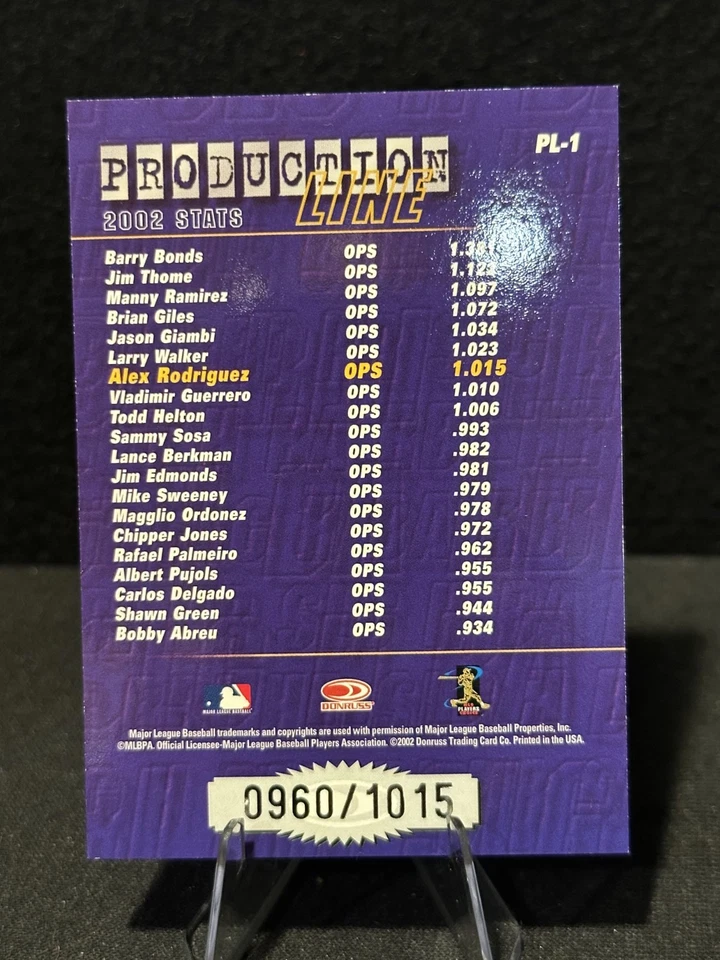 PL-1
PRODUCTION
LINE
2002 STATS
Barry Bonds OPS
Jim Thome OPS 1.122
Manny Ramirez OPS 1.097
Brian Giles OPS 1.072
Jason Giambi OPS 1.034
Larry Walker OPS 1.023
Alex Rodriguez OPS 1.015
Vladimir Guerrero OPS 1.010
Todd Helton OPS 1.006
Sammy Sosa OPS .993
Lance Berkman OPS .982
Jim Edmonds OPS .981
Mike Sweeney OPS .979
Magglio Ordonez OPS .978
Chipper Jones OPS .972
Rafael Palmeiro OPS .962
Albert Pujols OPS .955
Carlos Delgado OPS .955
Shawn Green OPS .944
Bobby Abreu OPS .934
MAJOR LEAGUE BASEBALL
DONRUSS
PLAYERS
Major League Baseball trademarks and copyrights are used with permission of Major League Baseball Properties, Inc.
©MLBPA. Official Licensee-Major League Baseball Players Association. ©2002 Donruss Trading Card Co. Printed in the USA.
0960/1015